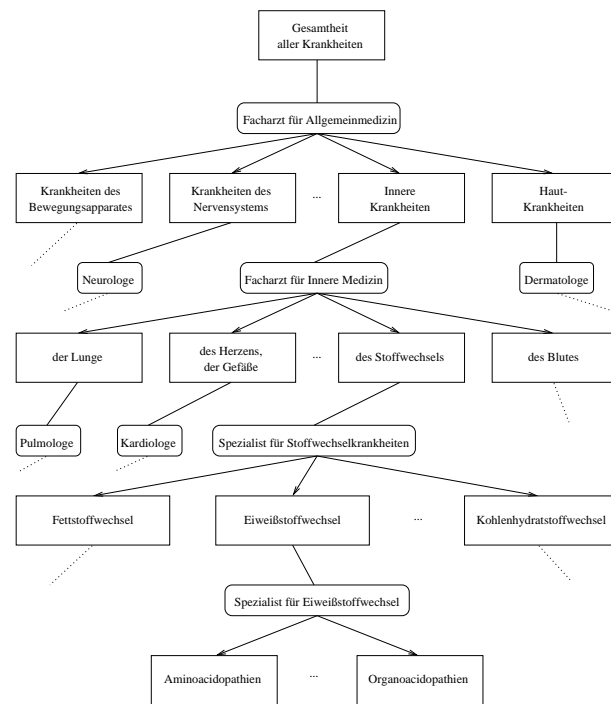 Gesamtheit
aller Krankheiten
Facharzt für Allgemeinmedizin
Krankheiten des
Bewegungsapparates
Krankheiten des
Nervensystems
...
Innere
Krankheiten
Haut-
Krankheiten
Neurologe
Facharzt für Innere Medizin
Dermatologe
der Lunge
des Herzens,
der Gefäße
...
des Stoffwechsels
des Blutes
Pulmologe
Kardiologe
Spezialist für Stoffwechselkrankheiten
Fettstoffwechsel
Eiweißstoffwechsel
...
Kohlenhydratstoffwechsel
Spezialist für Eiweißstoffwechsel
Aminoacidopathien
...
Organoacidopathien